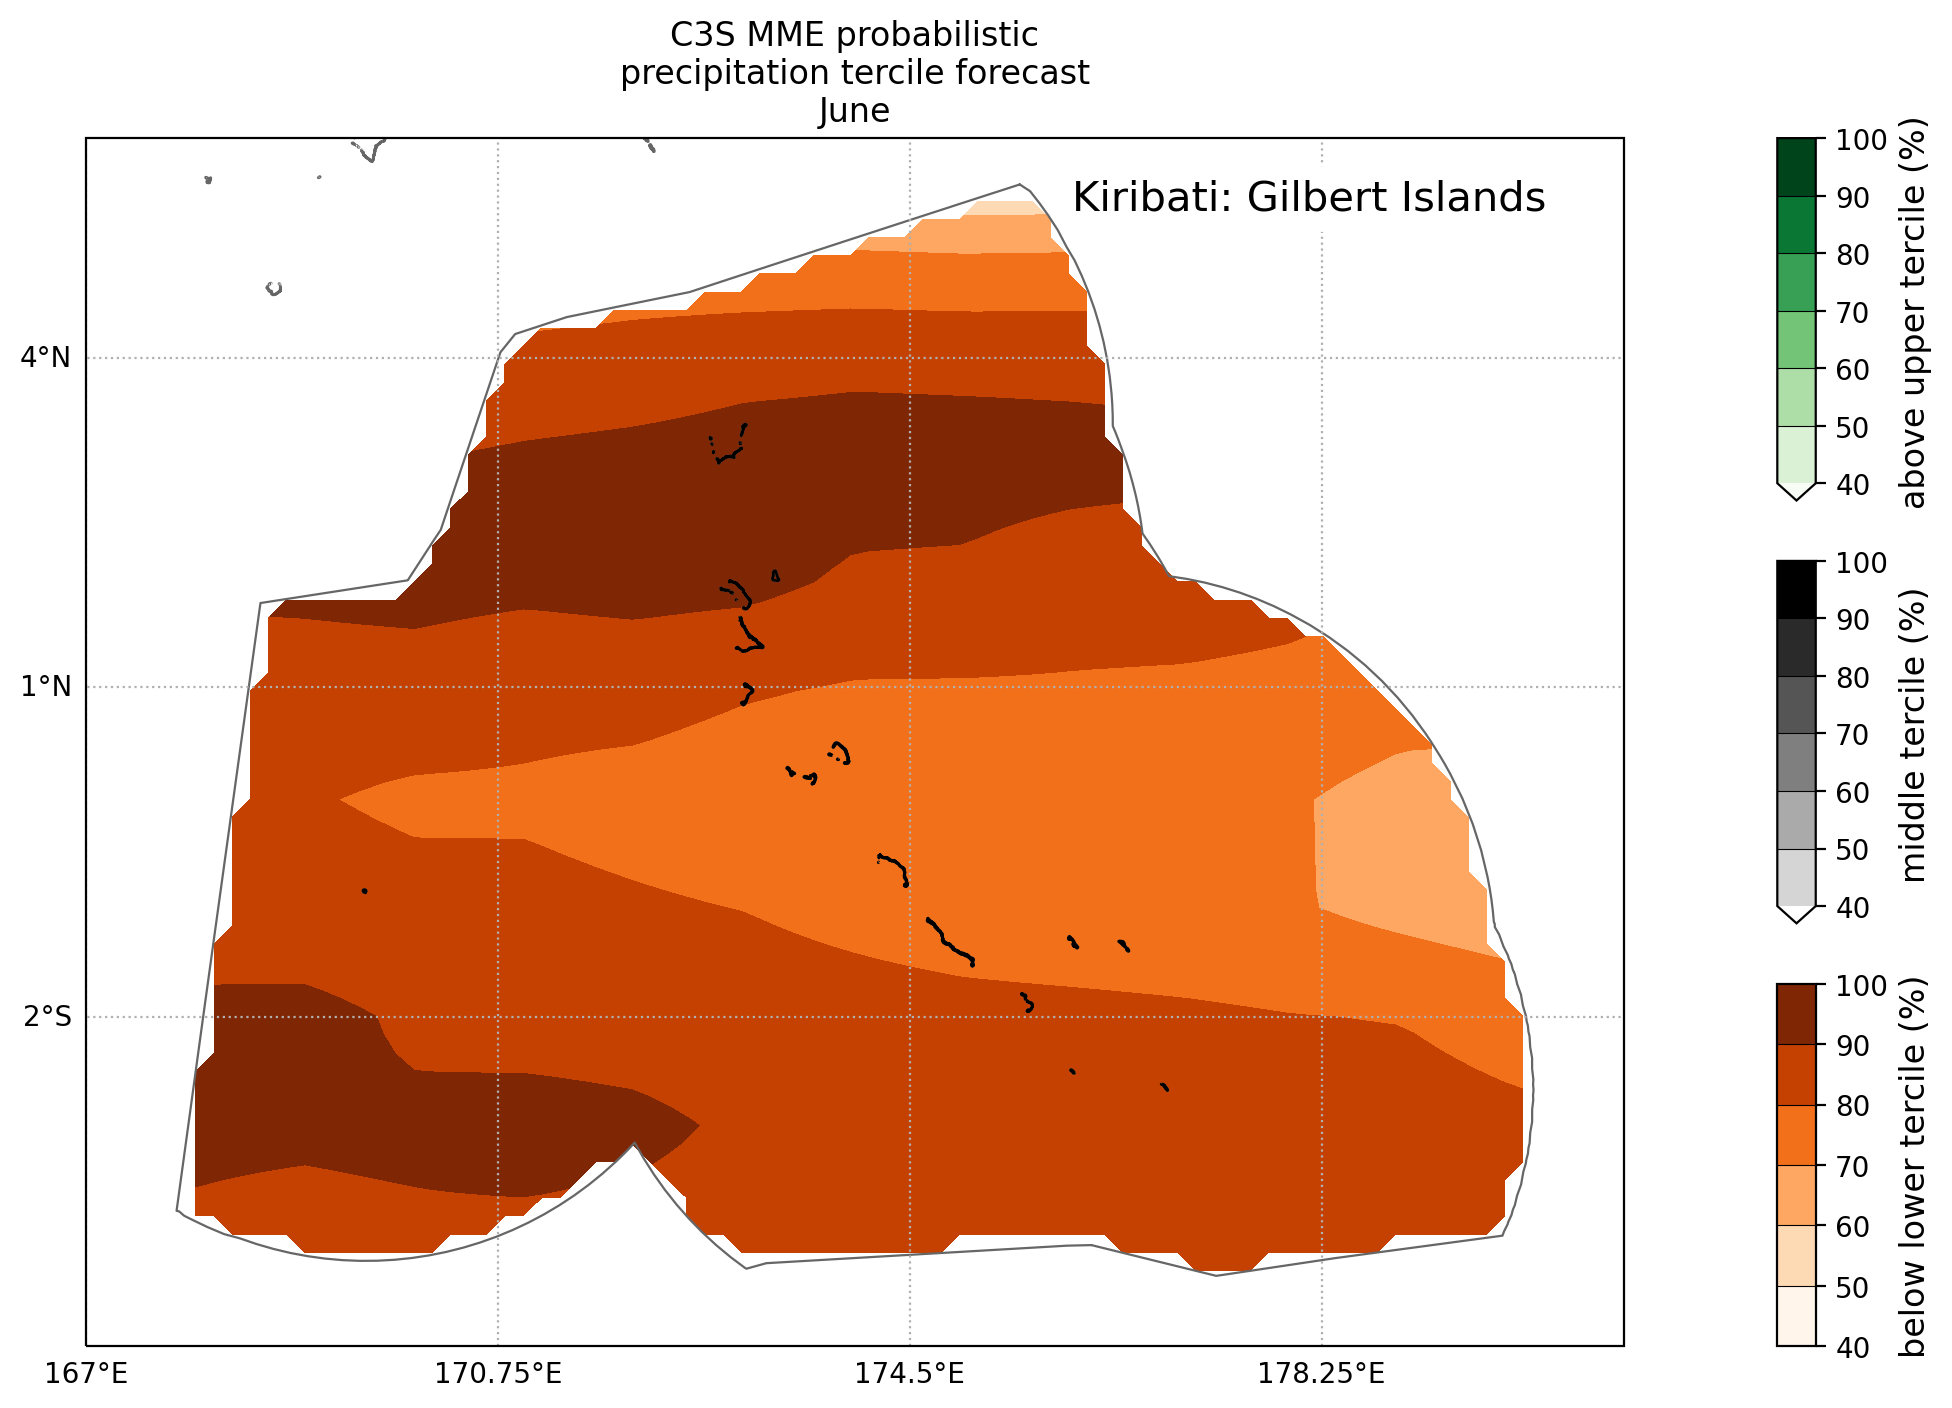 C3S MME probabilistic
precipitation tercile forecast
June
Kiribati: Gilbert Islands
4°N
1°N
2°S
167°E
170.75°E
174.5°E
178.25°E
100
90
80
70
60
50
40
above upper tercile (%)
100
90
80
70
60
50
40
middle tercile (%)
100
90
80
70
60
50
40
below lower tercile (%)